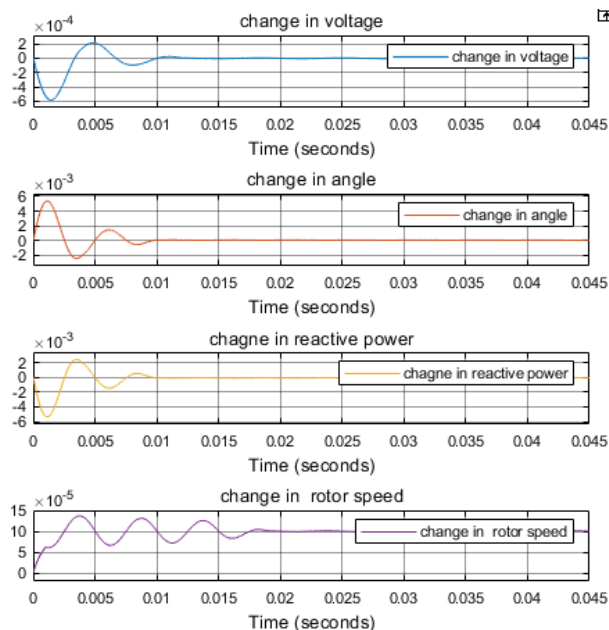 change in voltage
×10-4
2
0
-2
-4
-6
change in voltage
0 0.005 0.01 0.015 0.02 0.025 0.03 0.035 0.04 0.045
Time (seconds)
change in angle
×10-3
6
4
2
0
-2
change in angle
0 0.005 0.01 0.015 0.02 0.025 0.03 0.035 0.04 0.045
Time (seconds)
chagne in reactive power
×10-3
2
0
-2
-4
-6
chagne in reactive power
0 0.005 0.01 0.015 0.02 0.025 0.03 0.035 0.04 0.045
Time (seconds)
change in rotor speed
×10-5
15
10
5
0
change in rotor speed
0 0.005 0.01 0.015 0.02 0.025 0.03 0.035 0.04 0.045
Time (seconds)